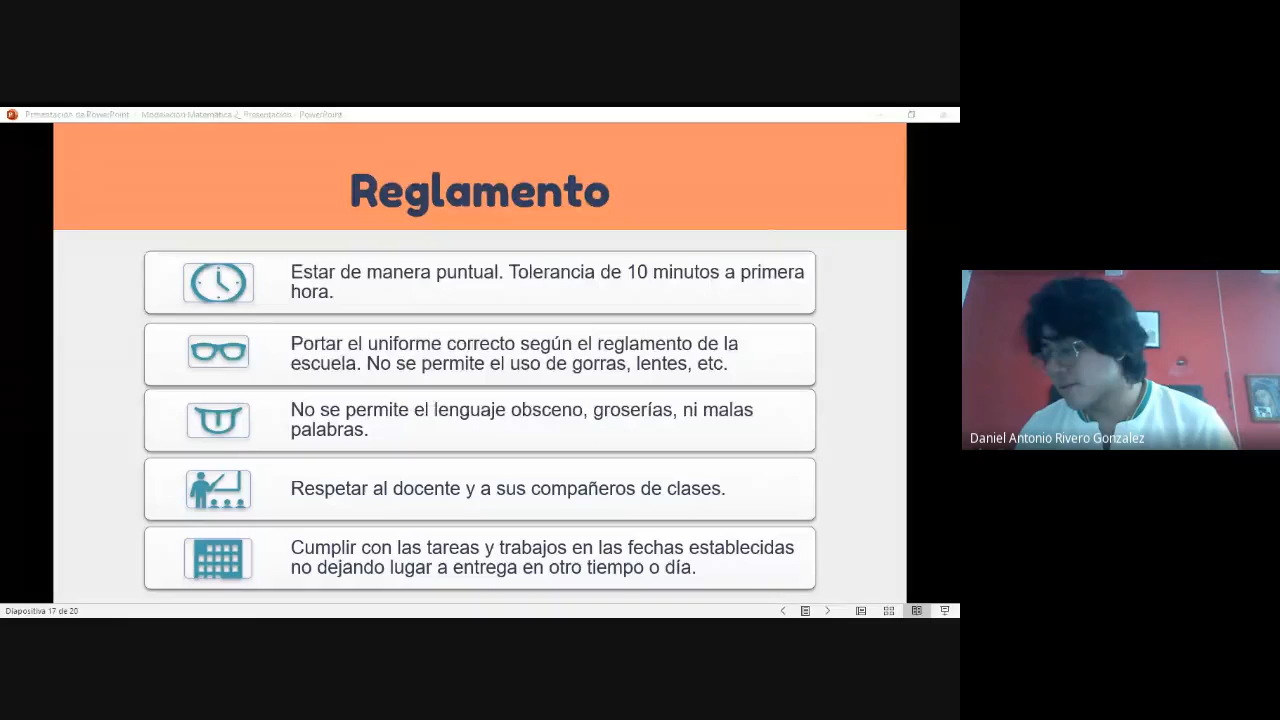 Presentación de PowerPoint - Modelación Matemática 2_ Presentación - PowerPoint
Reglamento
Estar de manera puntual. Tolerancia de 10 minutos a primera
hora.
Portar el uniforme correcto según el reglamento de la
escuela. No se permite el uso de gorras, lentes, etc.
No se permite el lenguaje obsceno, groserías, ni malas
palabras.
Respetar al docente y a sus compañeros de clases.
Cumplir con las tareas y trabajos en las fechas establecidas
no dejando lugar a entrega en otro tiempo o día.
Diapositiva 17 de 20
Daniel Antonio Rivero Gonzalez